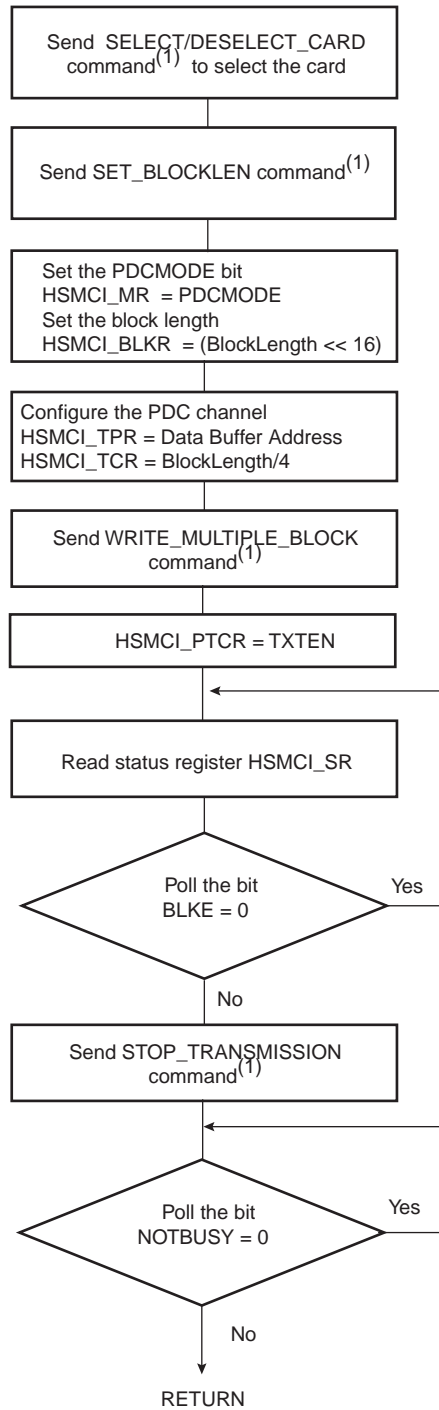 Send SELECT/DESELECT_CARD
command(1) to select the card
Send SET_BLOCKLEN command(1)
Set the PDCMODE bit
HSMCI_MR = PDCMODE
Set the block length
HSMCI_BLKR = (BlockLength << 16)
Configure the PDC channel
HSMCI_TPR = Data Buffer Address
HSMCI_TCR = BlockLength/4
Send WRITE_MULTIPLE_BLOCK
command(1)
HSMCI_PTCR = TXTEN
Read status register HSMCI_SR
Poll the bit
BLKE = 0
Yes
No
Send STOP_TRANSMISSION
command(1)
Poll the bit
NOTBUSY = 0
Yes
No
RETURN